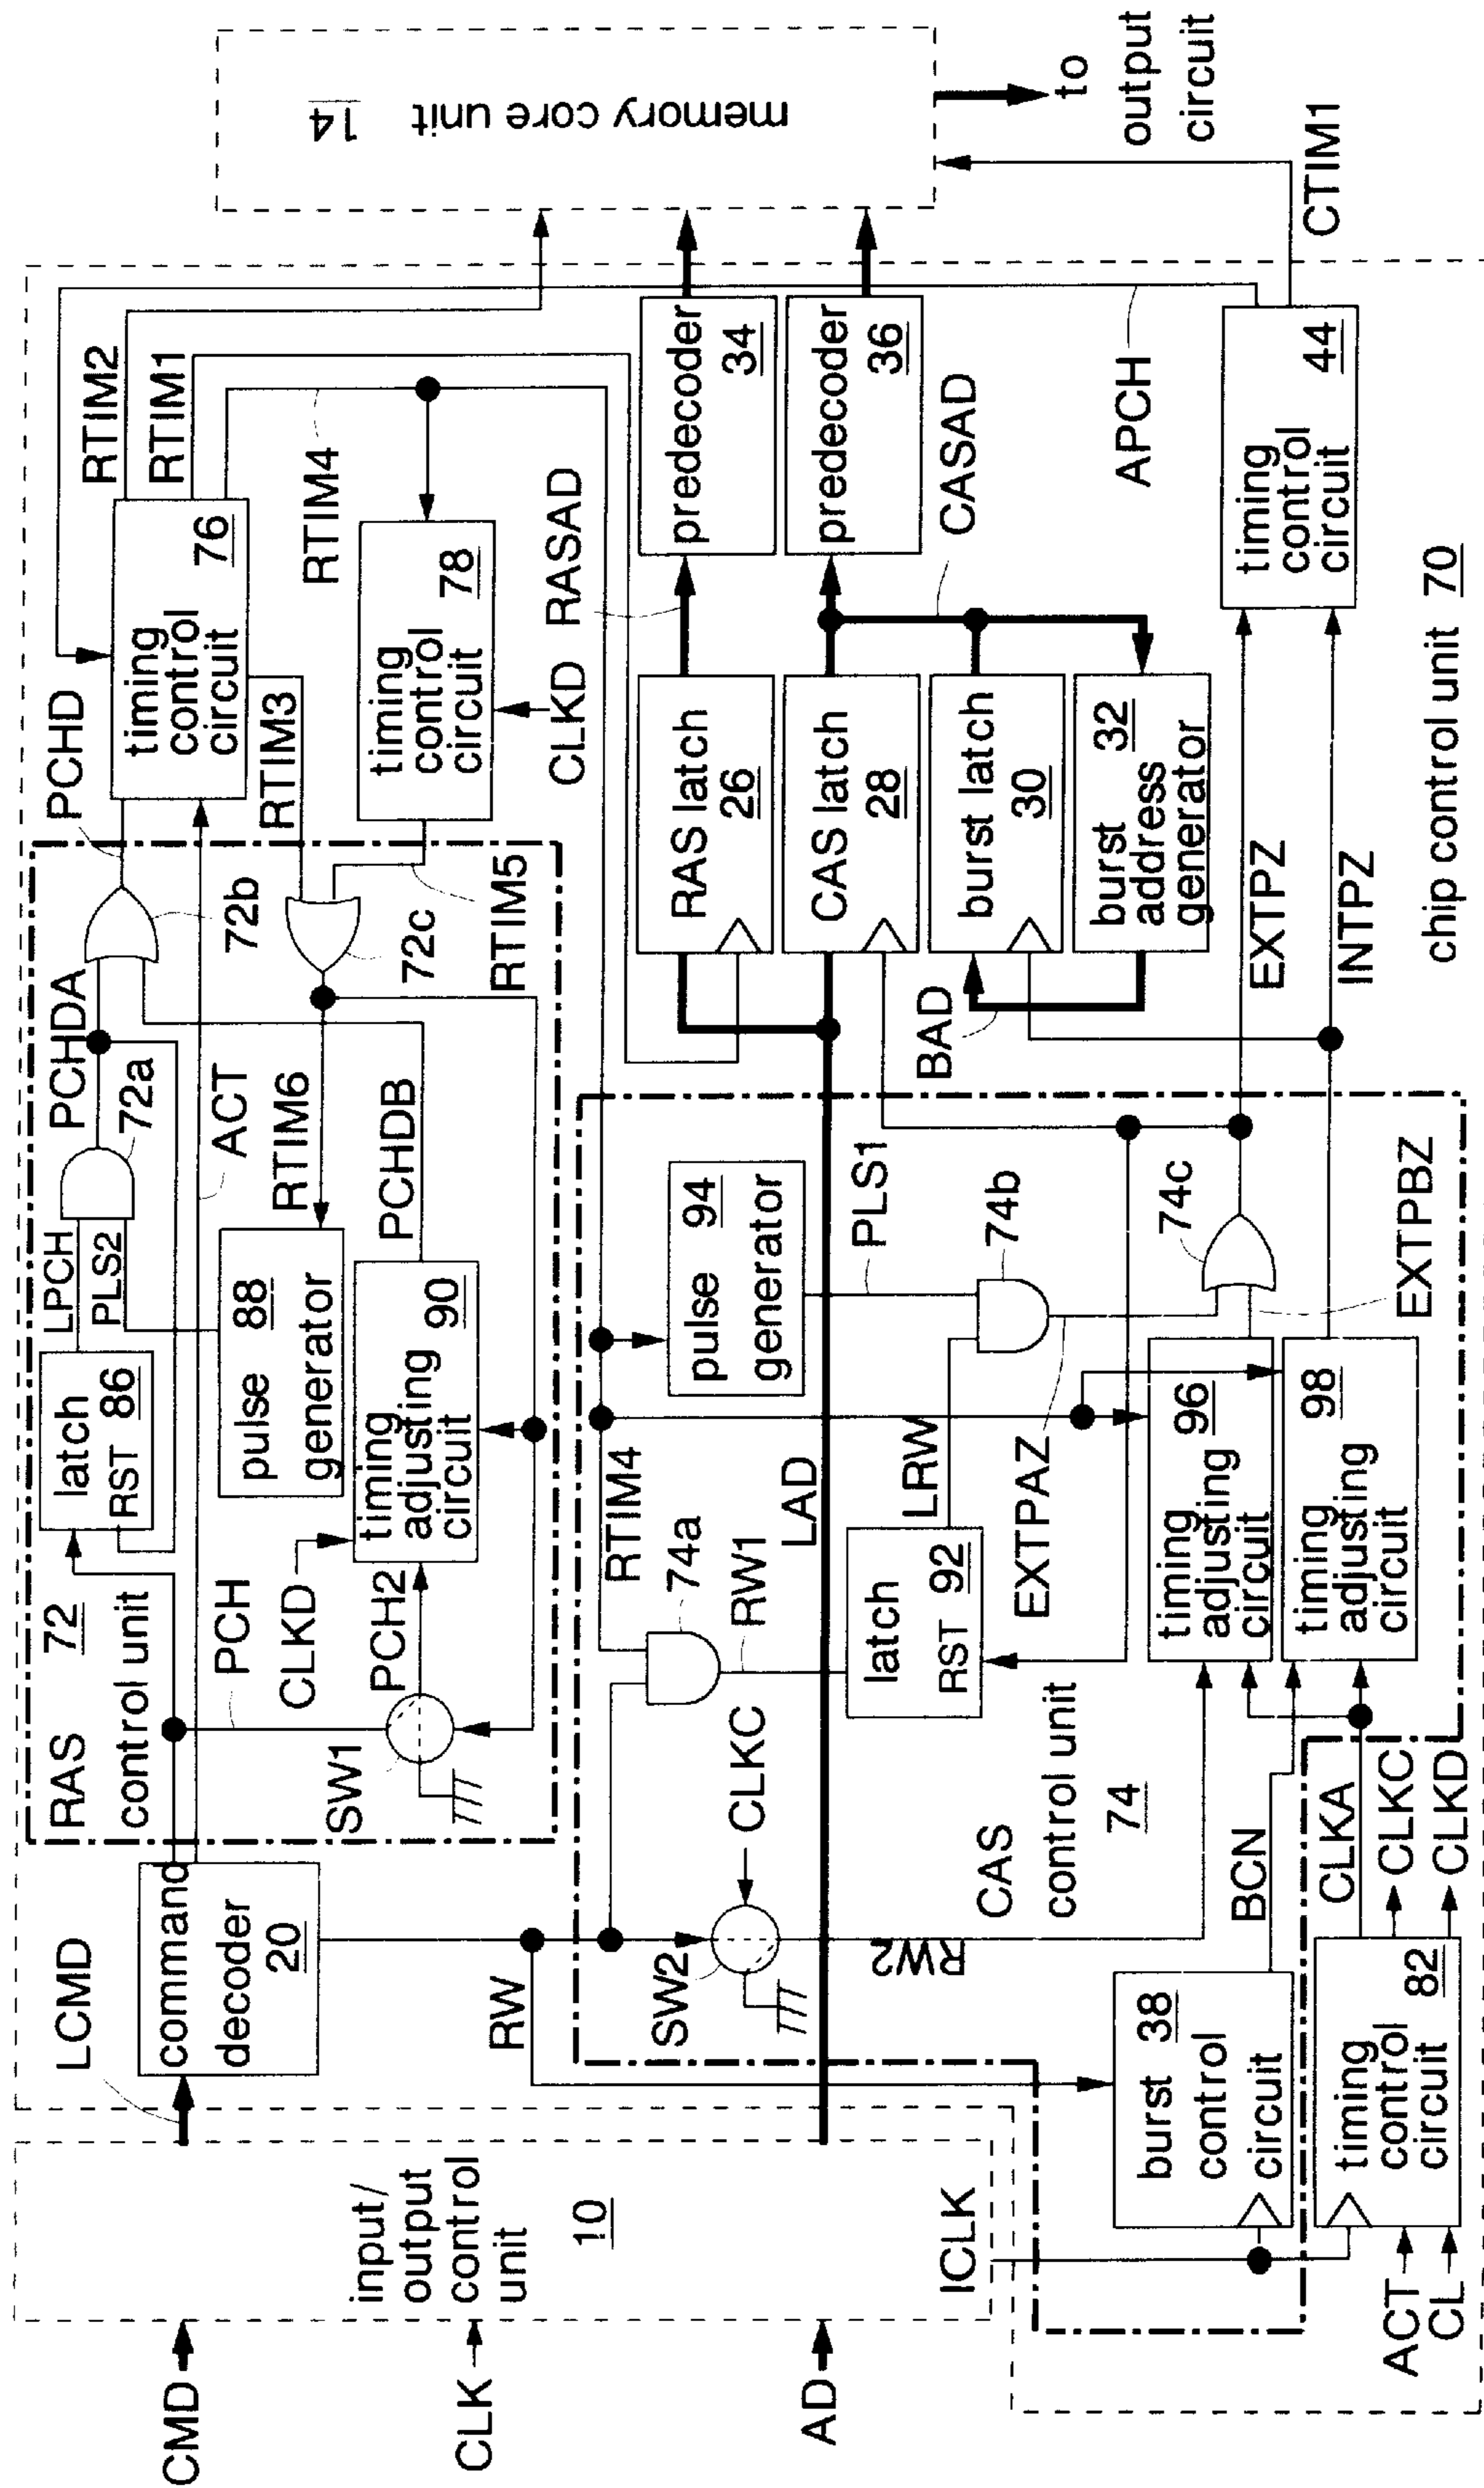 CMD
CLK
AD
input/
output
control
unit
10
LCMD
command
decoder
20
ICLK
RAS 72
control unit
PCH
SW1
CLKD
PCH2
latch
RST 86
LPCH
PLS2
pulse 88
generator
timing
adjusting 90
circuit
PCHDA
72a
ACT
RTIM6
PCHDB
72b
72c
RTIM5
PCHD
RTIM3
timing
control
circuit
76
RTIM2
RTIM1
RTIM4
timing
control
circuit
78
CLKD
RASAD
memory core unit 14
to
output
circuit
CTIM1
RW
SW2
CLKC
RW2
RTIM4
74a
RW1
LAD
pulse 94
generator
PLS1
74b
latch
RST 92
LRW
EXTPAZ
CAS
control unit
74
74c
EXTPBZ
timing
adjusting
circuit
96
timing
adjusting
circuit
98
BCN
CLKA
CLKC
CLKD
burst 38
control
circuit
timing
control
circuit
82
ACT
CL
RAS latch
26
CAS latch
28
burst latch
30
burst 32
address
generator
BAD
predecoder
34
predecoder
36
CASAD
APCH
EXTPZ
INTPZ
timing
control
circuit
44
chip control unit 70